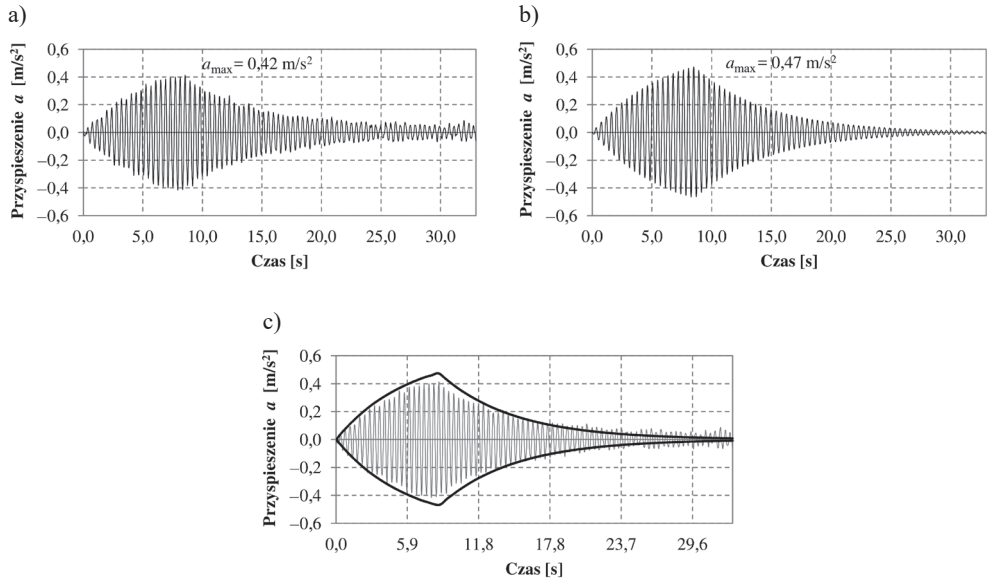 a)
Przyspieszenie a [m/s²]
0,6
0,4
0,2
0,0
–0,2
–0,4
–0,6
amax = 0,42 m/s²
0,0 5,0 10,0 15,0 20,0 25,0 30,0
Czas [s]
b)
Przyspieszenie a [m/s²]
0,6
0,4
0,2
0,0
–0,2
–0,4
–0,6
amax = 0,47 m/s²
0,0 5,0 10,0 15,0 20,0 25,0 30,0
Czas [s]
c)
Przyspieszenie a [m/s²]
0,6
0,4
0,2
0,0
–0,2
–0,4
–0,6
0,0 5,9 11,8 17,8 23,7 29,6
Czas [s]